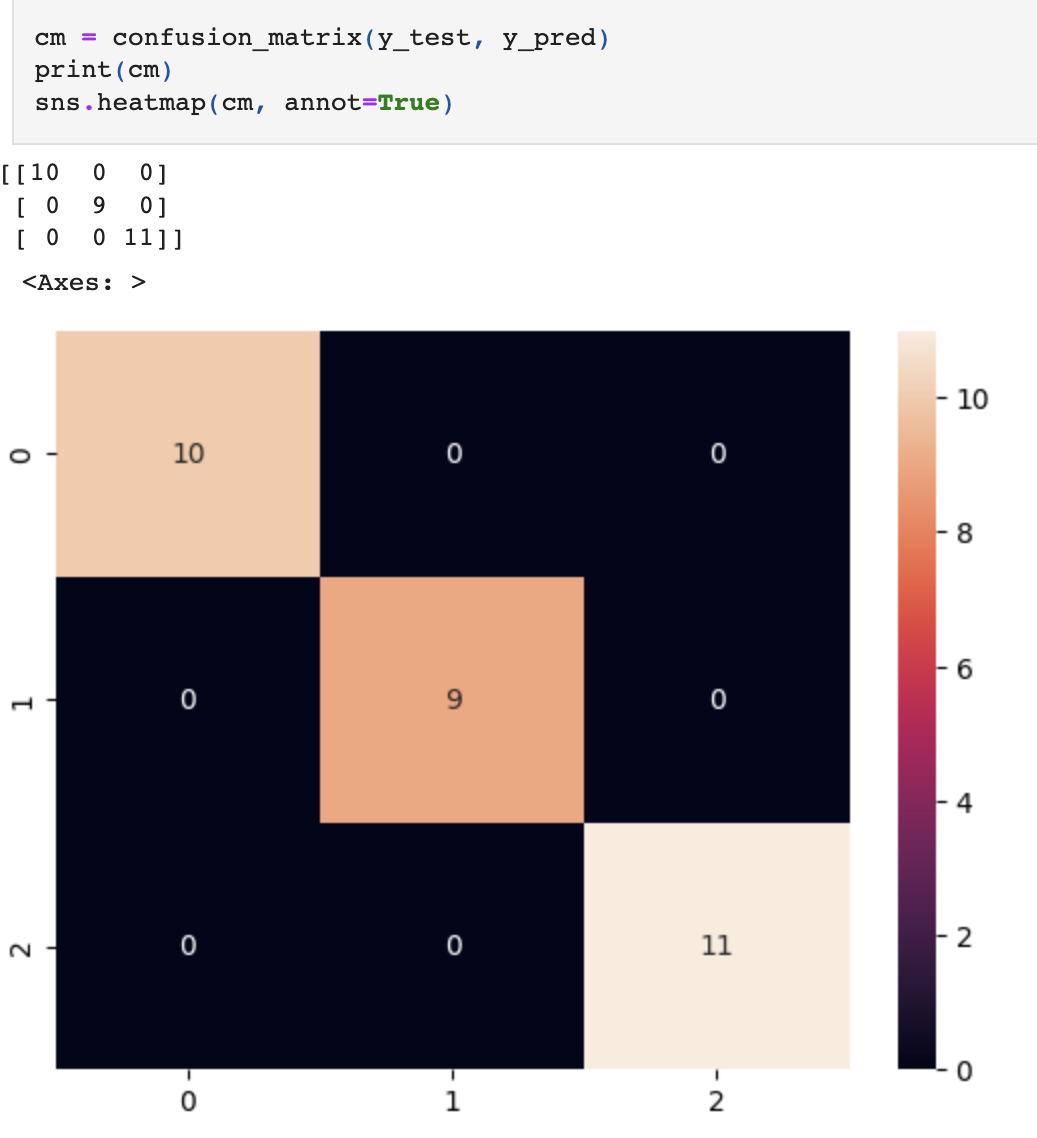 cm = confusion_matrix(y_test, y_pred)
print(cm)
sns.heatmap(cm, annot=True)
[[10  0  0]
 [ 0  9  0]
 [ 0  0 11]]
<Axes: >
10
0 10 0 0
8
6
1 0 9 0
4
2
2 0 0 11
0
0 1 2